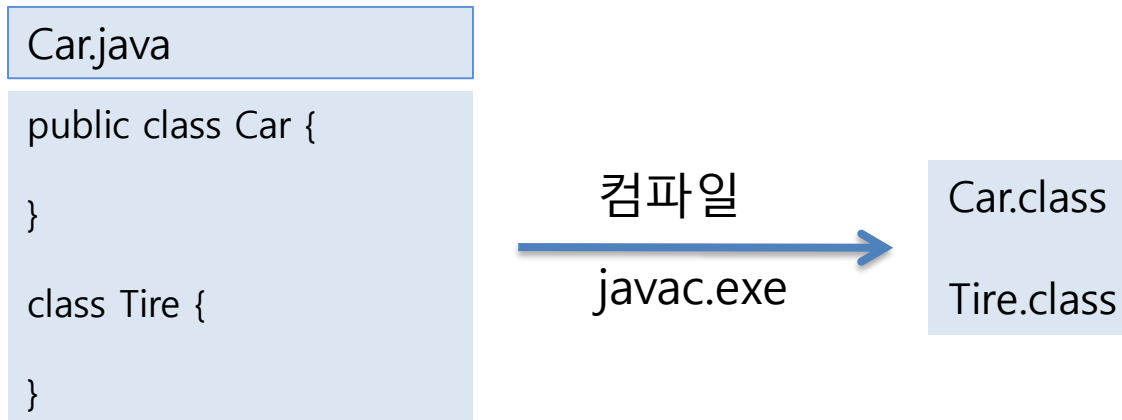 Car.java
public class Car {
}
class Tire {
}
컴파일
javac.exe
Car.class
Tire.class